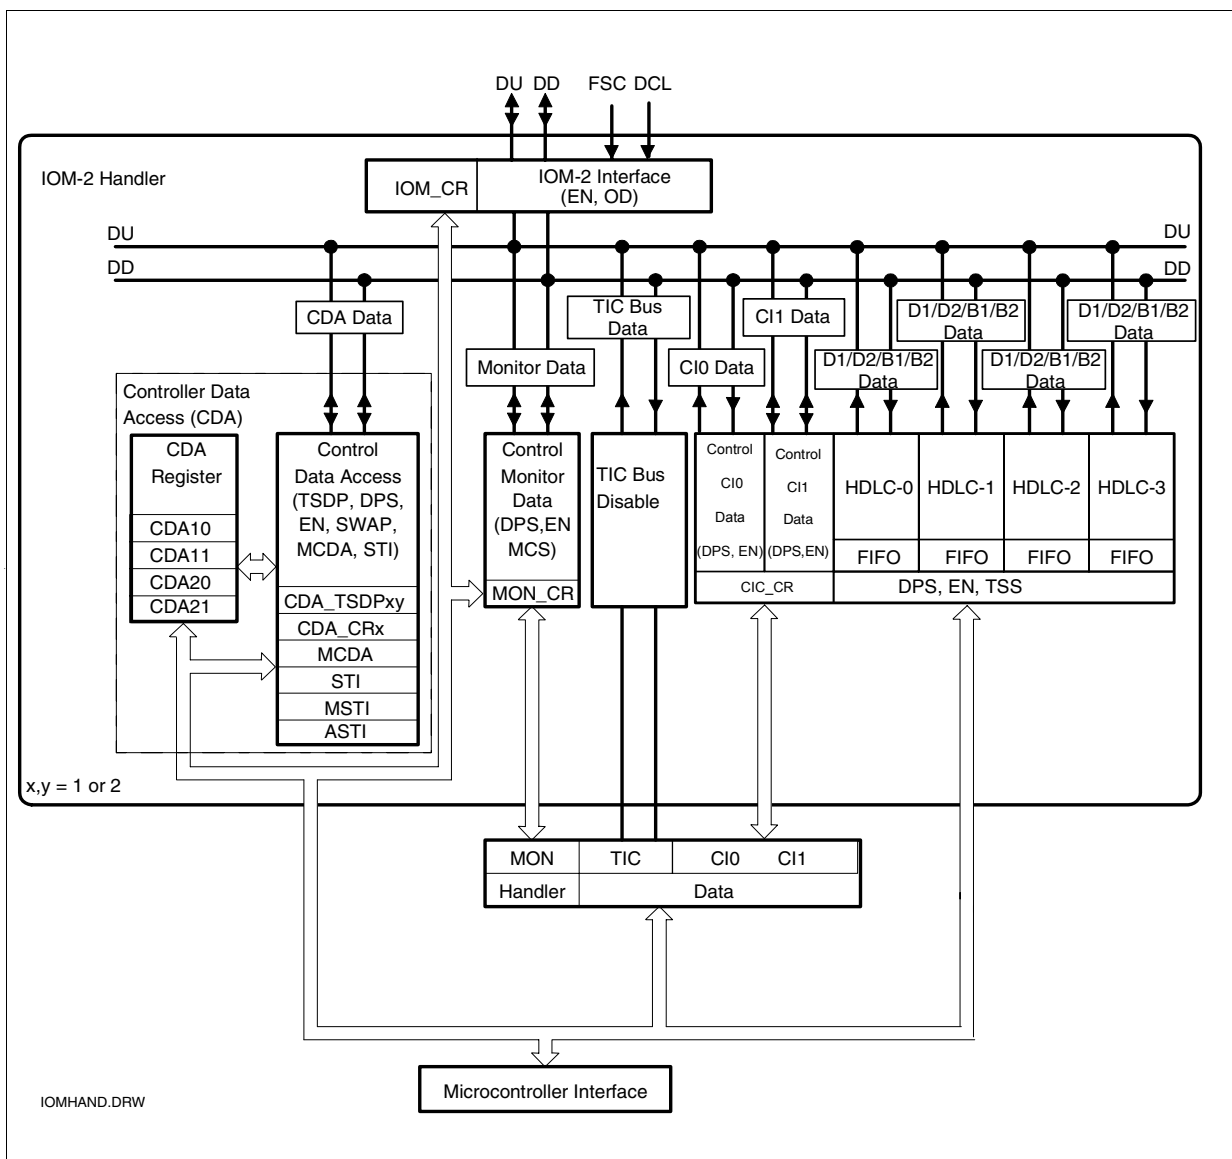 DU DD FSC DCL
IOM-2 Handler
IOM_CR
IOM-2 Interface
(EN, OD)
DU
DU
DD
DD
CDA Data
TIC Bus
Data
CI1 Data
D1/D2/B1/B2
Data
D1/D2/B1/B2
Data
Monitor Data
CI0 Data
D1/D2/B1/B2
Data
D1/D2/B1/B2
Data
Controller Data
Access (CDA)
CDA
Register
CDA10
CDA11
CDA20
CDA21
Control
Data Access
(TSDP, DPS,
EN, SWAP,
MCDA, STI)
CDA_TSDPxy
CDA_CRx
MCDA
STI
MSTI
ASTI
Control
Monitor
Data
(DPS,EN
MCS)
MON_CR
TIC Bus
Disable
Control
CI0
Data
(DPS, EN)
Control
CI1
Data
(DPS,EN)
CIC_CR
HDLC-0
HDLC-1
HDLC-2
HDLC-3
FIFO
FIFO
FIFO
FIFO
DPS, EN, TSS
x,y = 1 or 2
MON
TIC
CI0 CI1
Handler
Data
Microcontroller Interface
IOMHAND.DRW